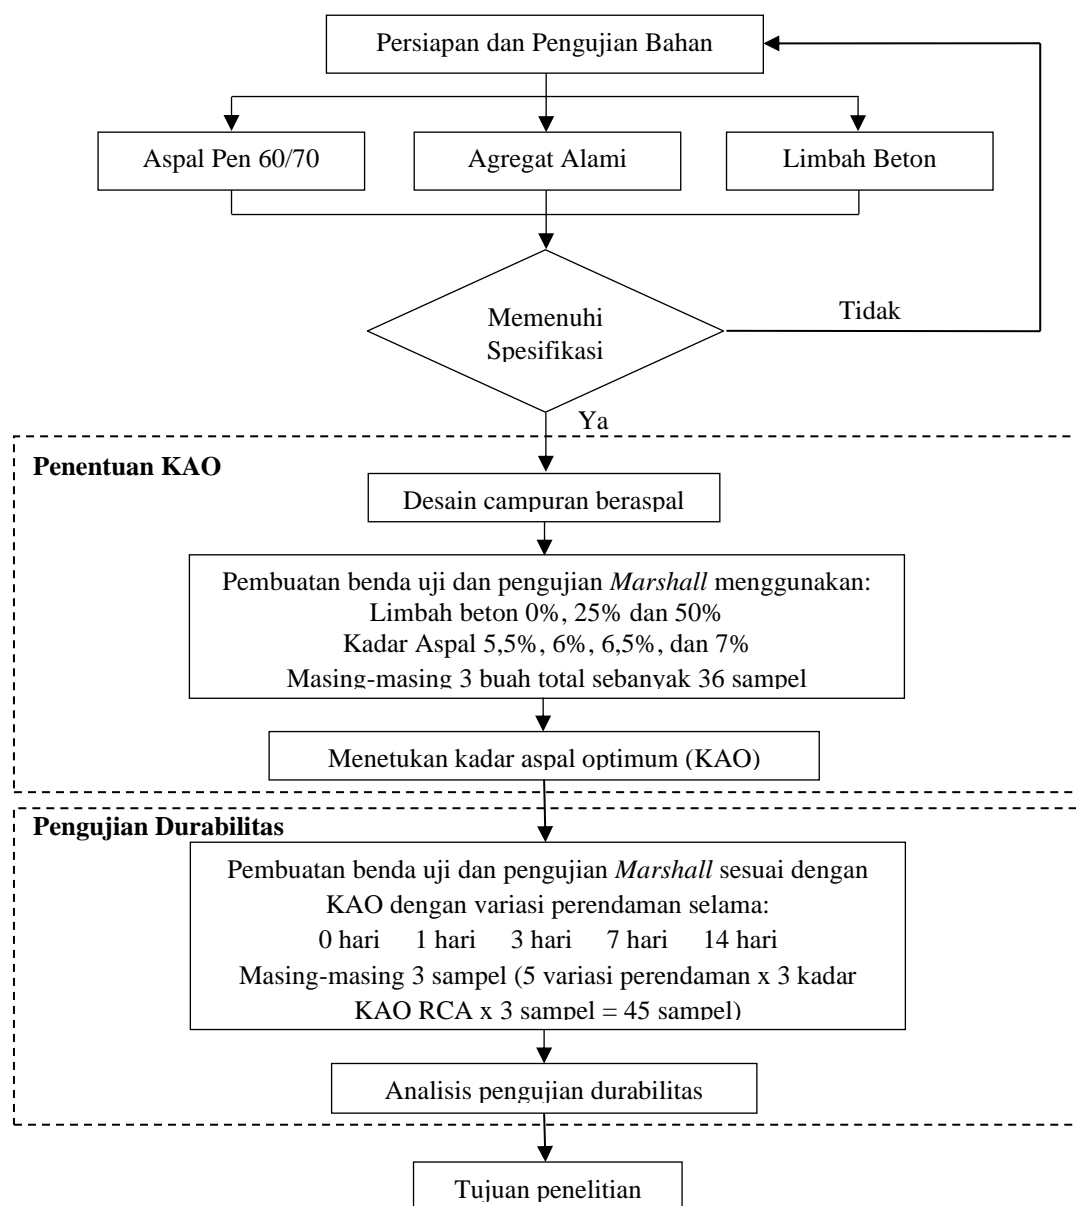 Persiapan dan Pengujian Bahan
Aspal Pen 60/70
Agregat Alami
Limbah Beton
Memenuhi
Spesifikasi
Tidak
Ya
Penentuan KAO
Desain campuran beraspal
Pembuatan benda uji dan pengujian Marshall menggunakan:
Limbah beton 0%, 25% dan 50%
Kadar Aspal 5,5%, 6%, 6,5%, dan 7%
Masing-masing 3 buah total sebanyak 36 sampel
Menetukan kadar aspal optimum (KAO)
Pengujian Durabilitas
Pembuatan benda uji dan pengujian Marshall sesuai dengan
KAO dengan variasi perendaman selama:
0 hari 1 hari 3 hari 7 hari 14 hari
Masing-masing 3 sampel (5 variasi perendaman x 3 kadar
KAO RCA x 3 sampel = 45 sampel)
Analisis pengujian durabilitas
Tujuan penelitian